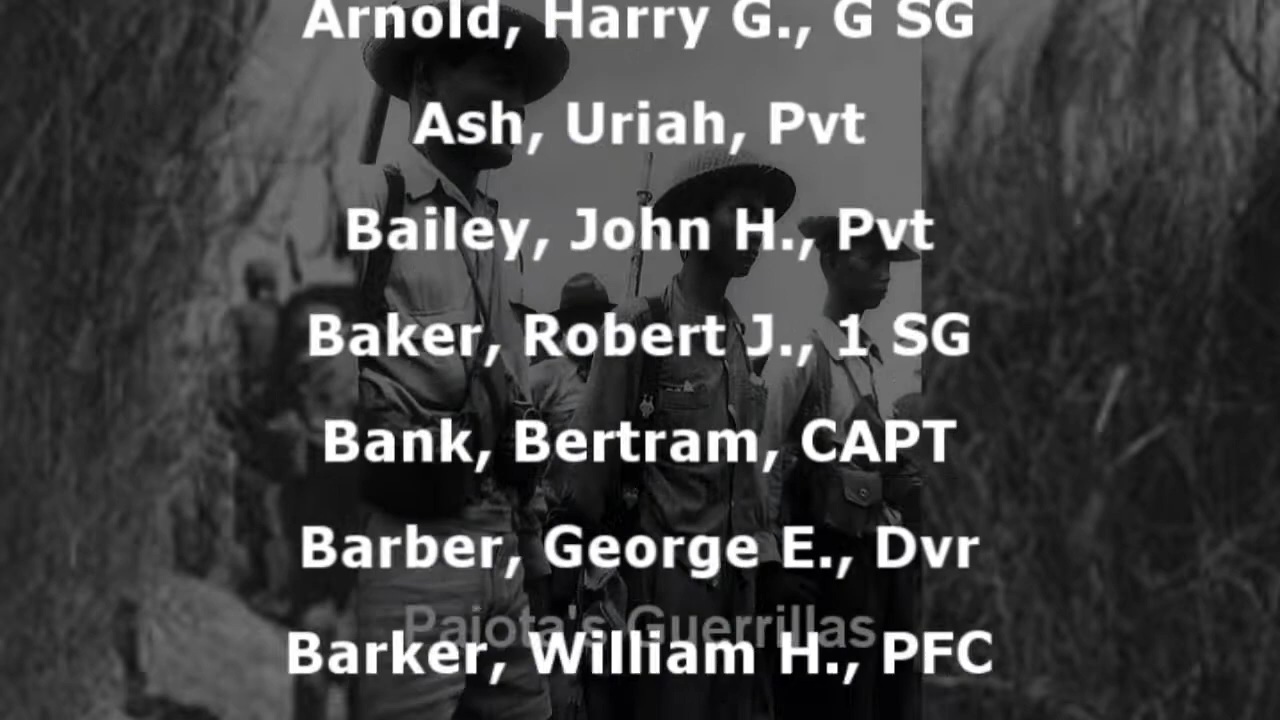 Arnold, Harry G., G SG
Ash, Uriah, Pvt
Bailey, John H., Pvt
Baker, Robert J., 1 SG
Bank, Bertram, CAPT
Barber, George E., Dvr
Pajota's Guerrillas
Barker, William H., PFC